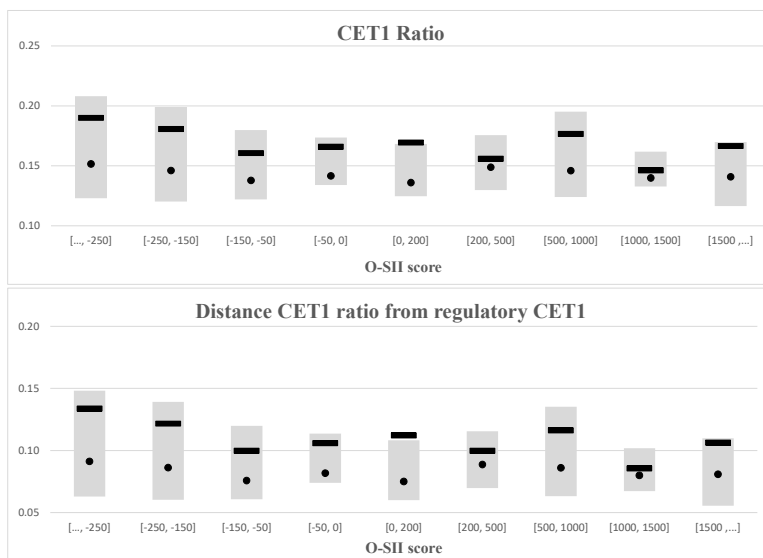 CET1 Ratio
0.25
0.20
0.15
0.10
[..., -250] [-250, -150] [-150, -50] [-50, 0] [0, 200] [200, 500] [500, 1000] [1000, 1500] [1500 ,...]
O-SII score
Distance CET1 ratio from regulatory CET1
0.20
0.15
0.10
0.05
[..., -250] [-250, -150] [-150, -50] [-50, 0] [0, 200] [200, 500] [500, 1000] [1000, 1500] [1500 ,...]
O-SII score